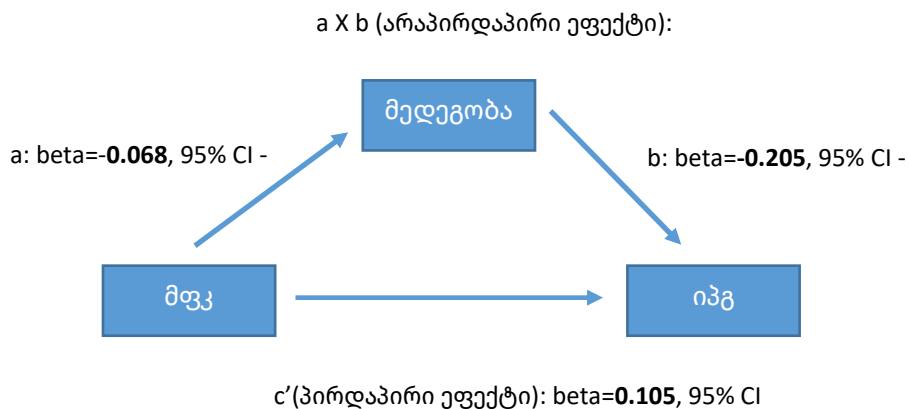 a X b (არაპირდაპირი ეფექტი):
მედეგობა
a: beta=-0.068, 95% CI -
b: beta=-0.205, 95% CI -
მფკ
იპგ
c’(პირდაპირი ეფექტი): beta=0.105, 95% CI